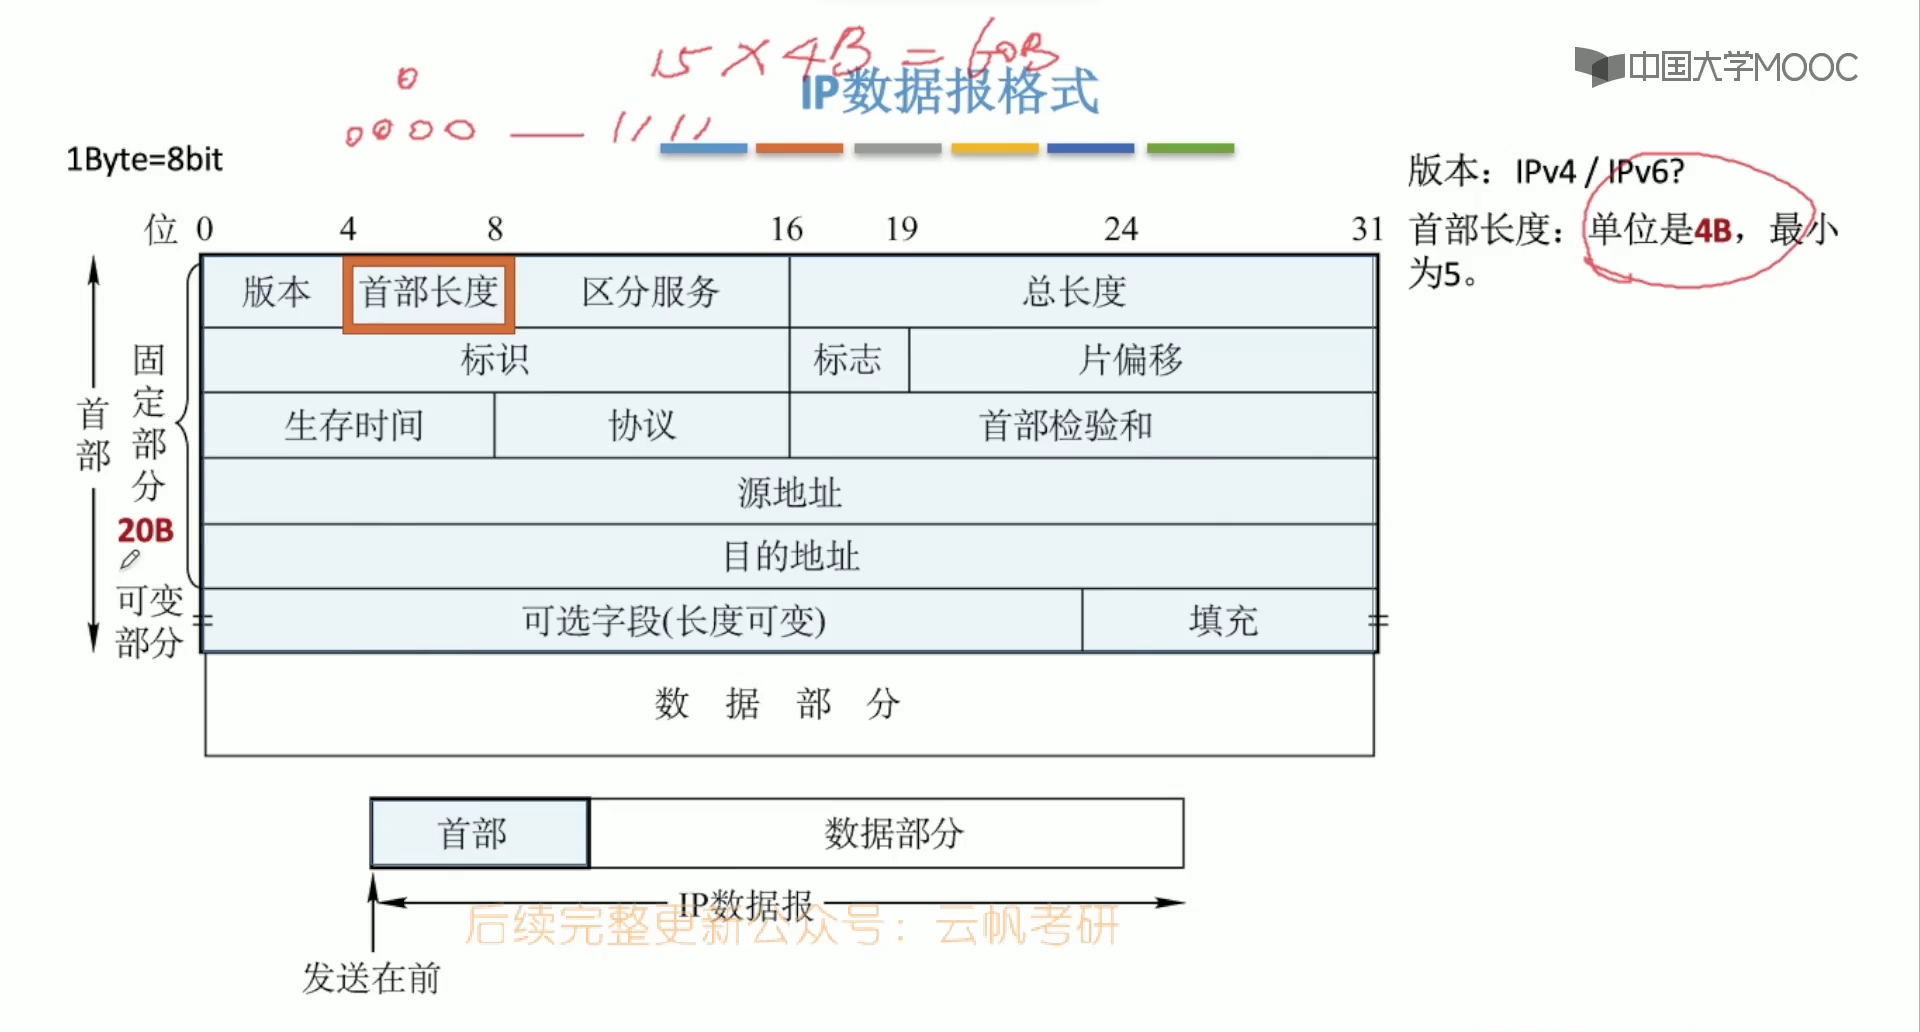 15 × 4B = 60B
0
0000 — 1111
IP数据报格式
中国大学MOOC
1Byte=8bit
版本：IPv4 / IPv6?
首部长度：单位是4B，最小
为5。
位 0 4 8 16 19 24 31
版本 首部长度 区分服务 总长度
标识 标志 片偏移
生存时间 协议 首部检验和
源地址
目的地址
可选字段(长度可变) 填充
数 据 部 分
首部
固定部分
20B
可变
部分
首部 数据部分
IP数据报
后续完整更新公众号：云帆考研
发送在前